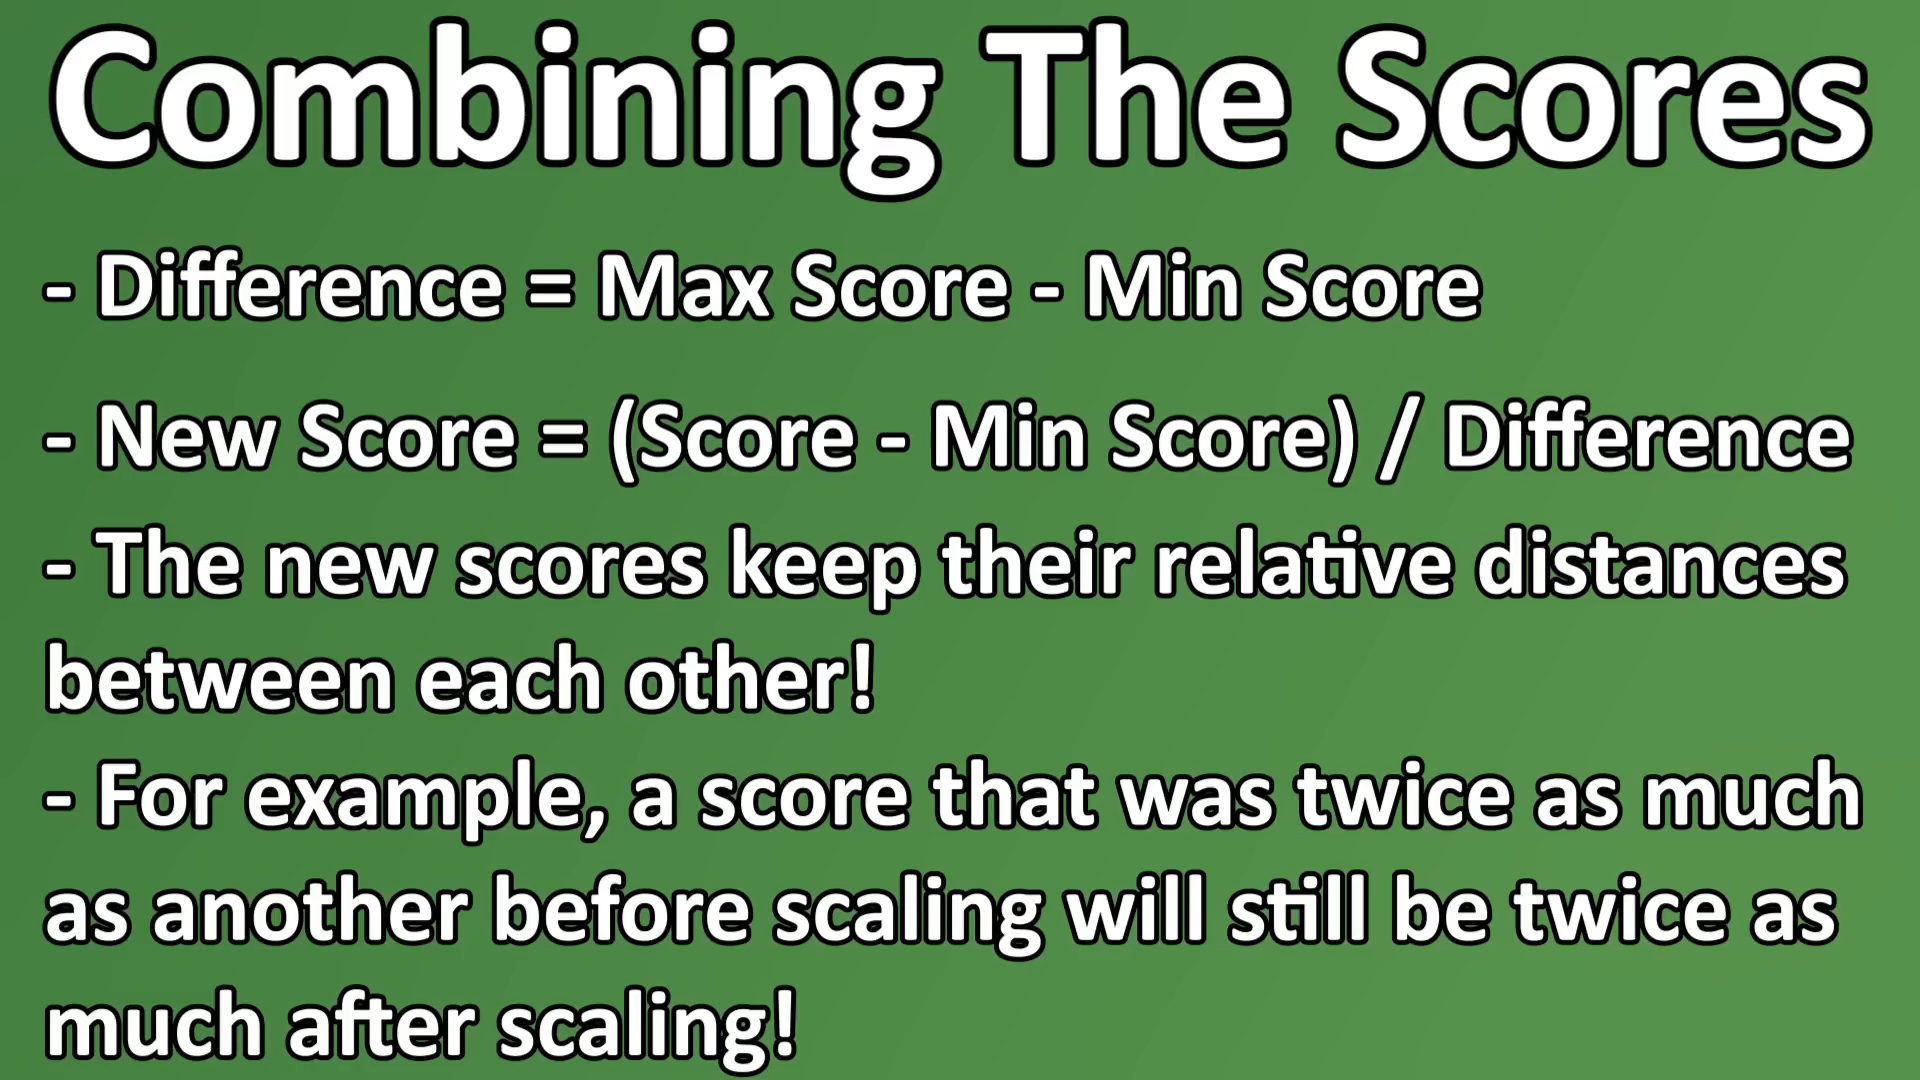 Combining The Scores
- Difference = Max Score - Min Score
- New Score = (Score - Min Score) / Difference
- The new scores keep their relative distances
between each other!
- For example, a score that was twice as much
as another before scaling will still be twice as
much after scaling!